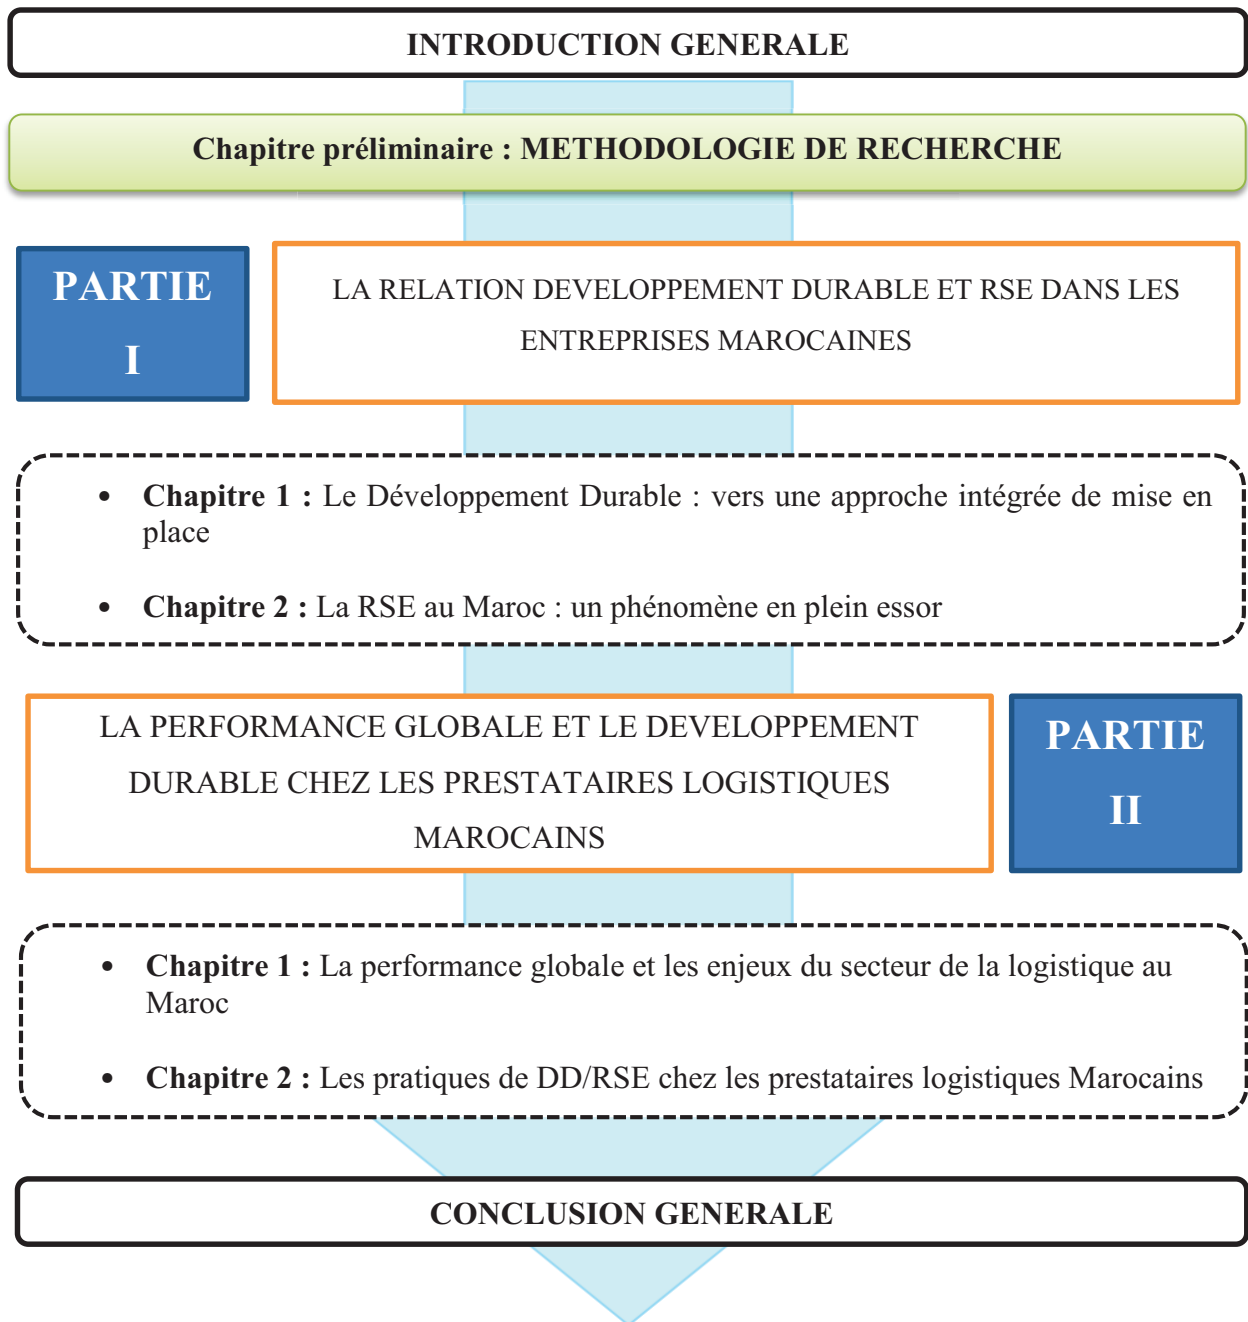 INTRODUCTION GENERALE
Chapitre préliminaire : METHODOLOGIE DE RECHERCHE
PARTIE
I
LA RELATION DEVELOPPEMENT DURABLE ET RSE DANS LES
ENTREPRISES MAROCAINES
• Chapitre 1 : Le Développement Durable : vers une approche intégrée de mise en
place
• Chapitre 2 : La RSE au Maroc : un phénomène en plein essor
LA PERFORMANCE GLOBALE ET LE DEVELOPPEMENT
DURABLE CHEZ LES PRESTATAIRES LOGISTIQUES
MAROCAINS
PARTIE
II
• Chapitre 1 : La performance globale et les enjeux du secteur de la logistique au
Maroc
• Chapitre 2 : Les pratiques de DD/RSE chez les prestataires logistiques Marocains
CONCLUSION GENERALE